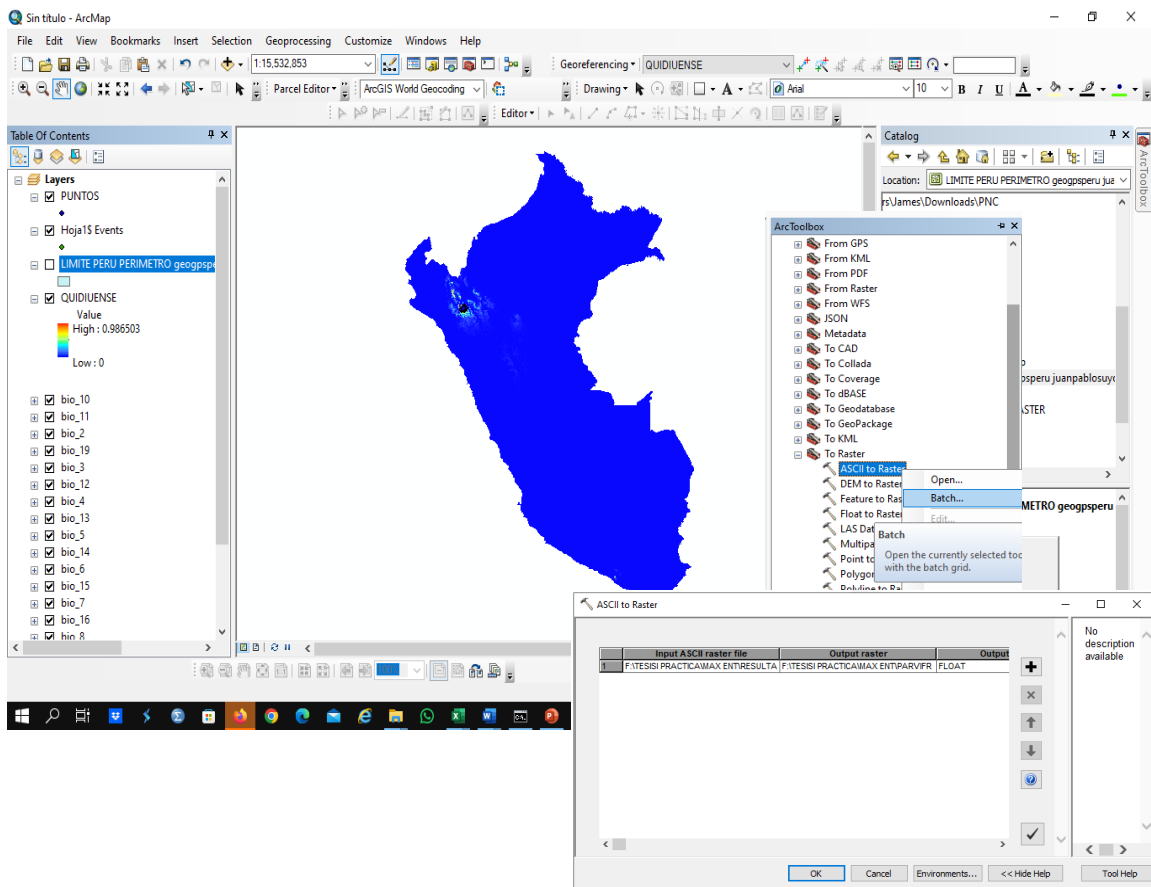 Sin título - ArcMap
File Edit View Bookmarks Insert Selection Geoprocessing Customize Windows Help
1:15,532,853
Georeferencing
QUIDIUENSE
Parcel Editor
ArcGIS World Geocoding
Drawing
Arial
10
B I U A
Editor
Table Of Contents
Layers
PUNTOS
Hoja1$ Events
LIMITE PERU PERIMETRO geogpspe
QUIDIUENSE
Value
High : 0.986503
Low : 0
bio_10
bio_11
bio_2
bio_19
bio_3
bio_12
bio_4
bio_13
bio_5
bio_14
bio_6
bio_15
bio_7
bio_16
bio_8
Catalog
Location:
LIMITE PERU PERIMETRO geogpsperu jua
rs\James\Downloads\PNC
ArcToolbox
psperu juanpablosuyo
STER
METRO geogpsperu
ArcToolbox
From GPS
From KML
From PDF
From Raster
From WFS
JSON
Metadata
To CAD
To Collada
To Coverage
To dBASE
To Geodatabase
To GeoPackage
To KML
To Raster
ASCII to Raster
DEM to Raster
Feature to Ras
Float to Raster
LAS Dat
Multipa
Point to
Polygon
Polyline to Ra
Open...
Batch...
Edit...
Batch
Open the currently selected too
with the batch grid.
ASCII to Raster
Input ASCII raster file Output raster Output
1 F:\TESISI PRACTICA\MAX ENT\RESULTA F:\TESISI PRACTICA\MAX ENT\PARVIFR FLOAT
No
description
available
OK Cancel Environments... << Hide Help Tool Help